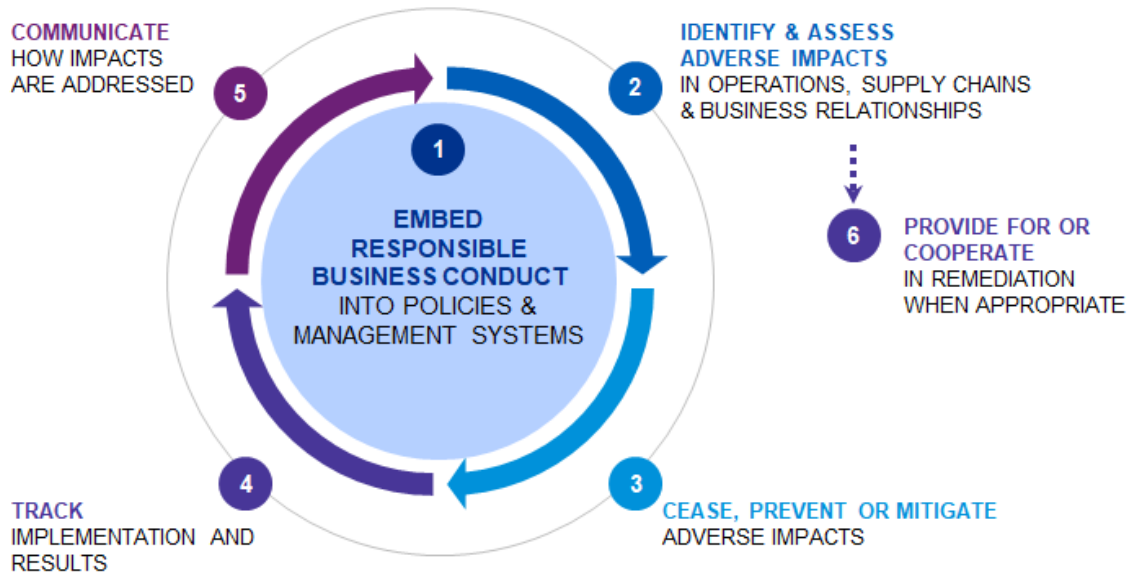 COMMUNICATE
HOW IMPACTS
ARE ADDRESSED
5
IDENTIFY & ASSESS
ADVERSE IMPACTS
IN OPERATIONS, SUPPLY CHAINS
& BUSINESS RELATIONSHIPS
2
1
EMBED
RESPONSIBLE
BUSINESS CONDUCT
INTO POLICIES &
MANAGEMENT SYSTEMS
6
PROVIDE FOR OR
COOPERATE
IN REMEDIATION
WHEN APPROPRIATE
4
TRACK
IMPLEMENTATION AND
RESULTS
3
CEASE, PREVENT OR MITIGATE
ADVERSE IMPACTS